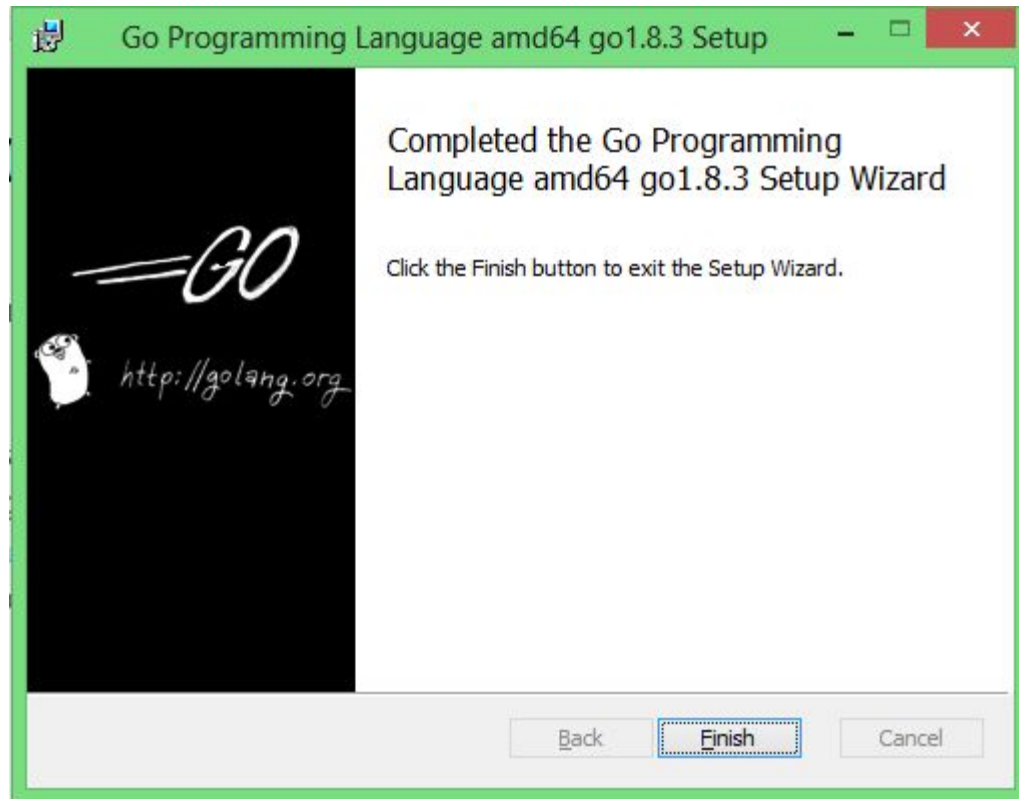 Go Programming Language amd64 go1.8.3 Setup
Completed the Go Programming
Language amd64 go1.8.3 Setup Wizard
Click the Finish button to exit the Setup Wizard.
GO
http://golang.org
Back
Finish
Cancel